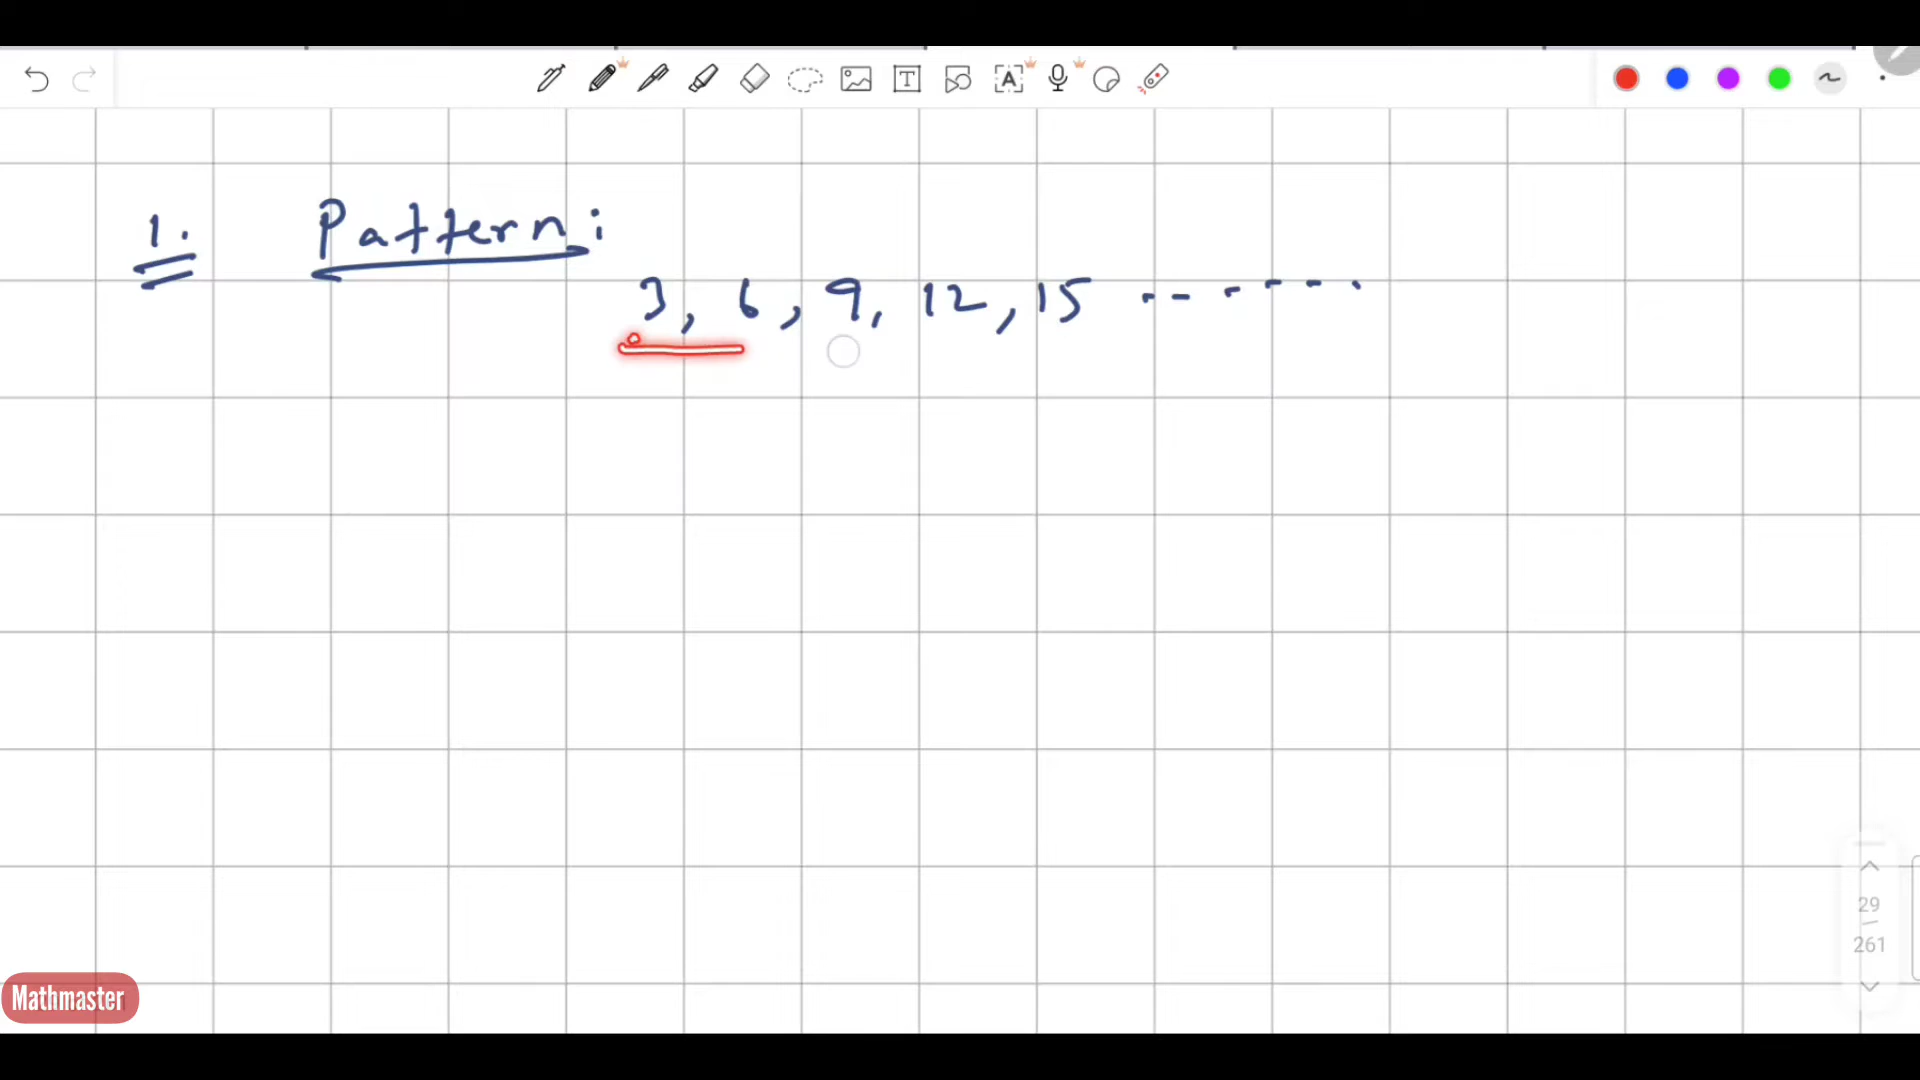 1. Pattern:
3, 6, 9, 12, 15 -- - - - .
29
261
Mathmaster